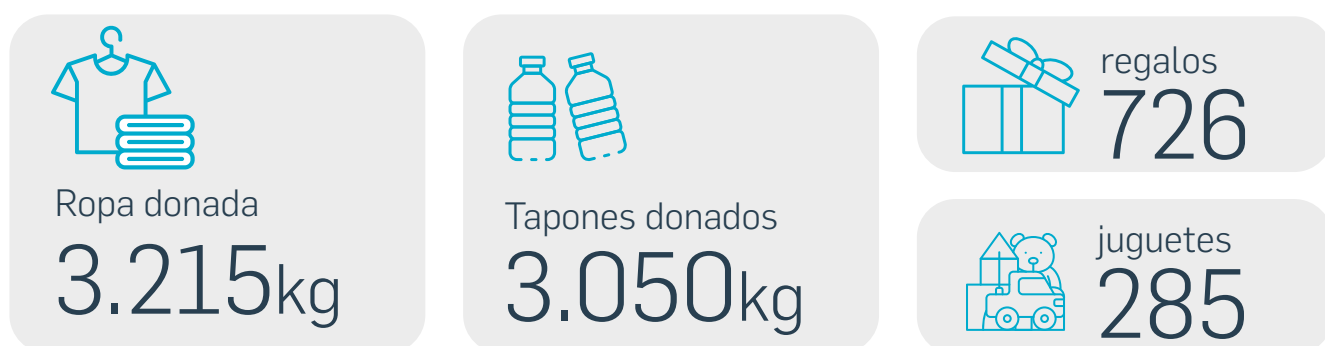 Ropa donada
3.215kg
Tapones donados
3.050kg
regalos
726
juguetes
285